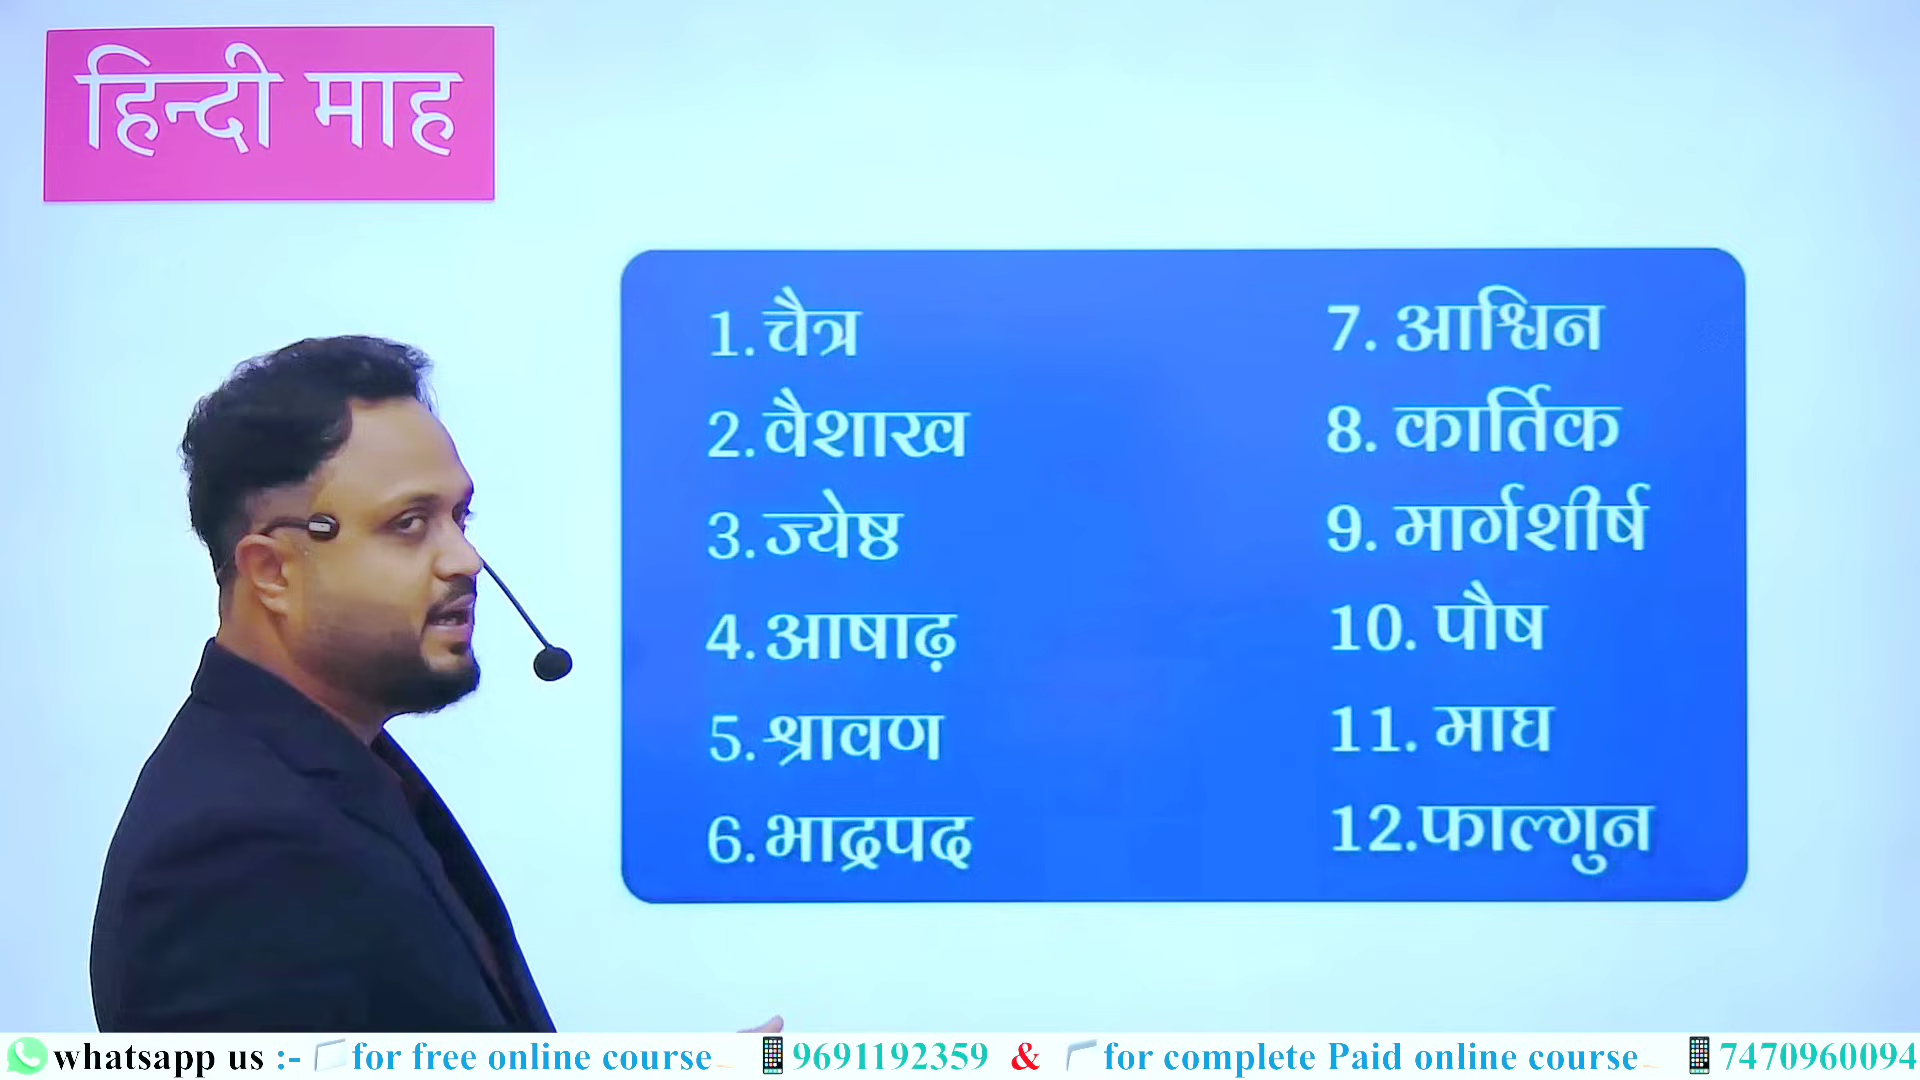 हिन्दी माह
1. चैत्र
2. वैशाख
3. ज्येष्ठ
4. आषाढ़
5. श्रावण
6. भाद्रपद
7. आश्विन
8. कार्तिक
9. मार्गशीर्ष
10. पौष
11. माघ
12.फाल्गुन
whatsapp us :- for free online course 9691192359 & for complete Paid online course 7470960094